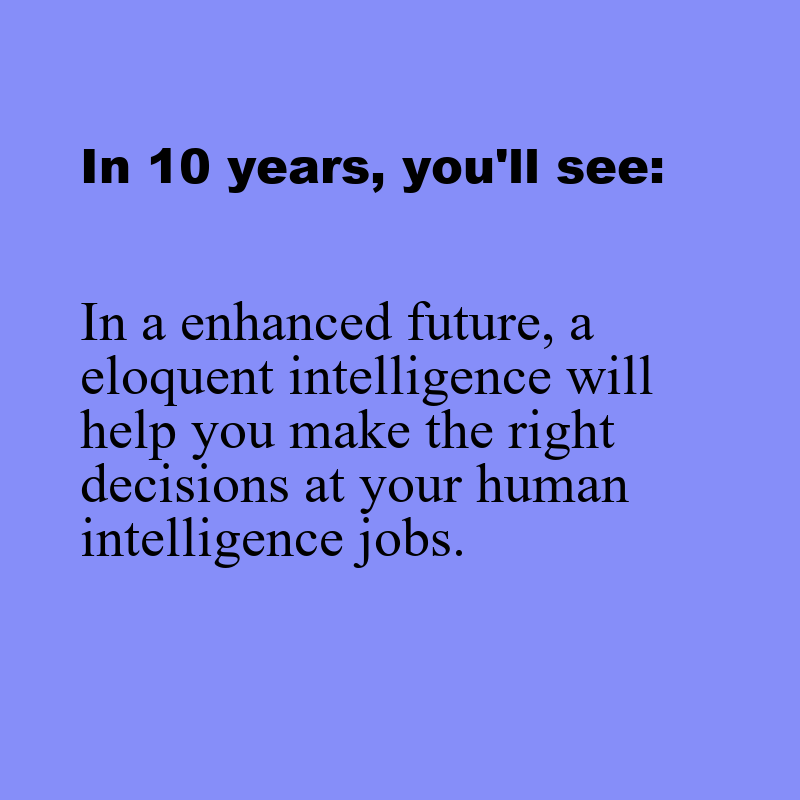 In 10 years, you'll see:
In a enhanced future, a
eloquent intelligence will
help you make the right
decisions at your human
intelligence jobs.